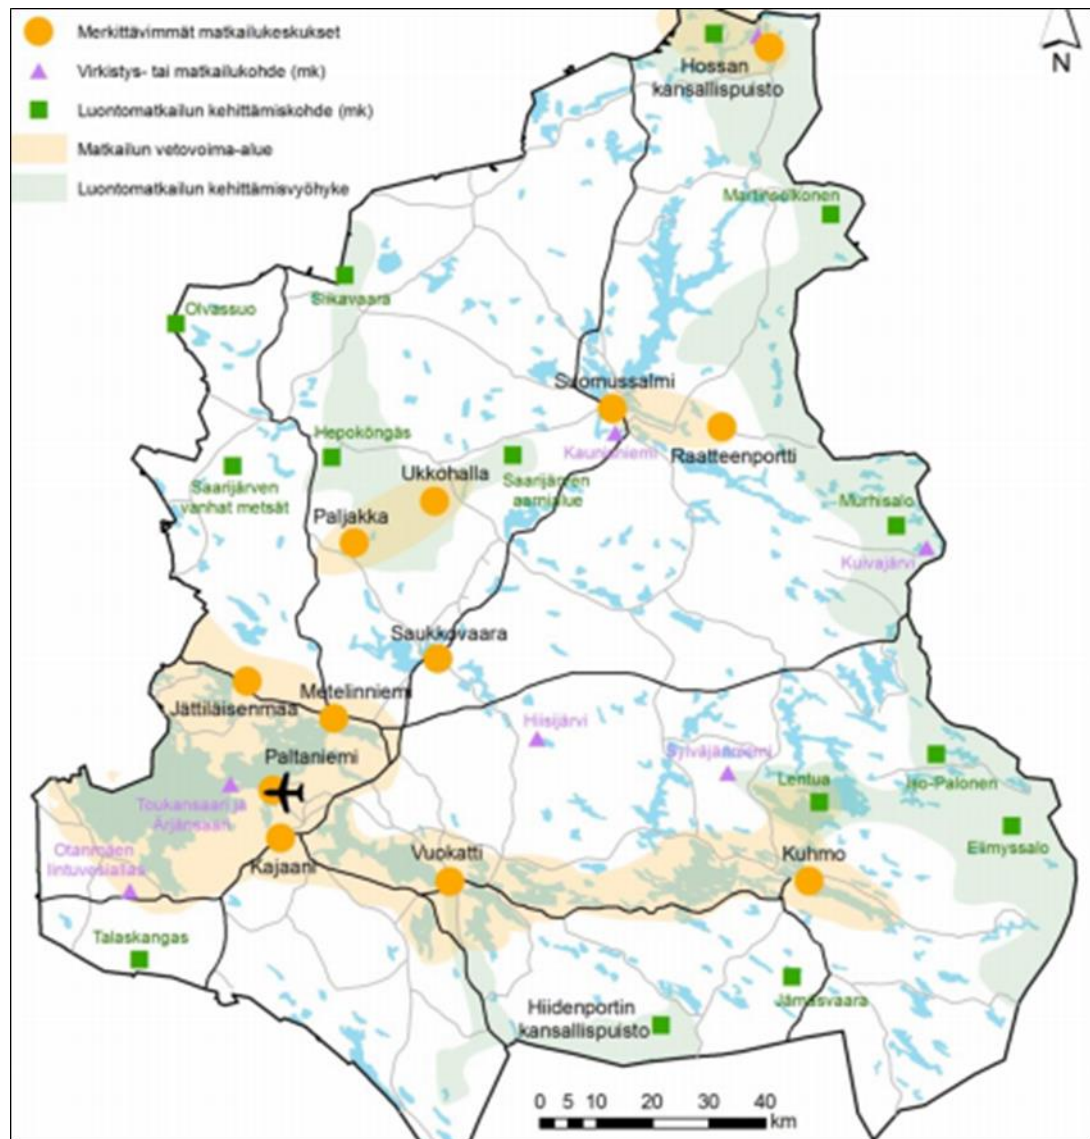 Merkittävimmät matkailukeskukset
Virkistys- tai matkailukohde (mk)
Luontomatkailun kehittämiskohde (mk)
Matkailun vetovoima-alue
Luontomatkailun kehittämisvyöhyke
N
Hossan
kansallispuisto
Martinselkonen
Siikavaara
Olvassuo
Suomussalmi
Kaunisniemi
Raatteenportti
Hepoköngäs
Ukkohalla
Saarijärven
aarnialue
Saarijärven
vanhat metsät
Paljakka
Murhisalo
Kuivajärvi
Saukkovaara
Metelinniemi
Jättiläisenmaa
Hiisijärvi
Sylväjänniemi
Paltaniemi
Lentua
Iso-Palonen
Toukansaari ja
Ärjänsaari
Elimyssalo
Otanmäen
lintuvesiallas
Kajaani
Vuokatti
Kuhmo
Talaskangas
Jämäsvaara
Hiidenportin
kansallispuisto
0 5 10 20 30 40
km